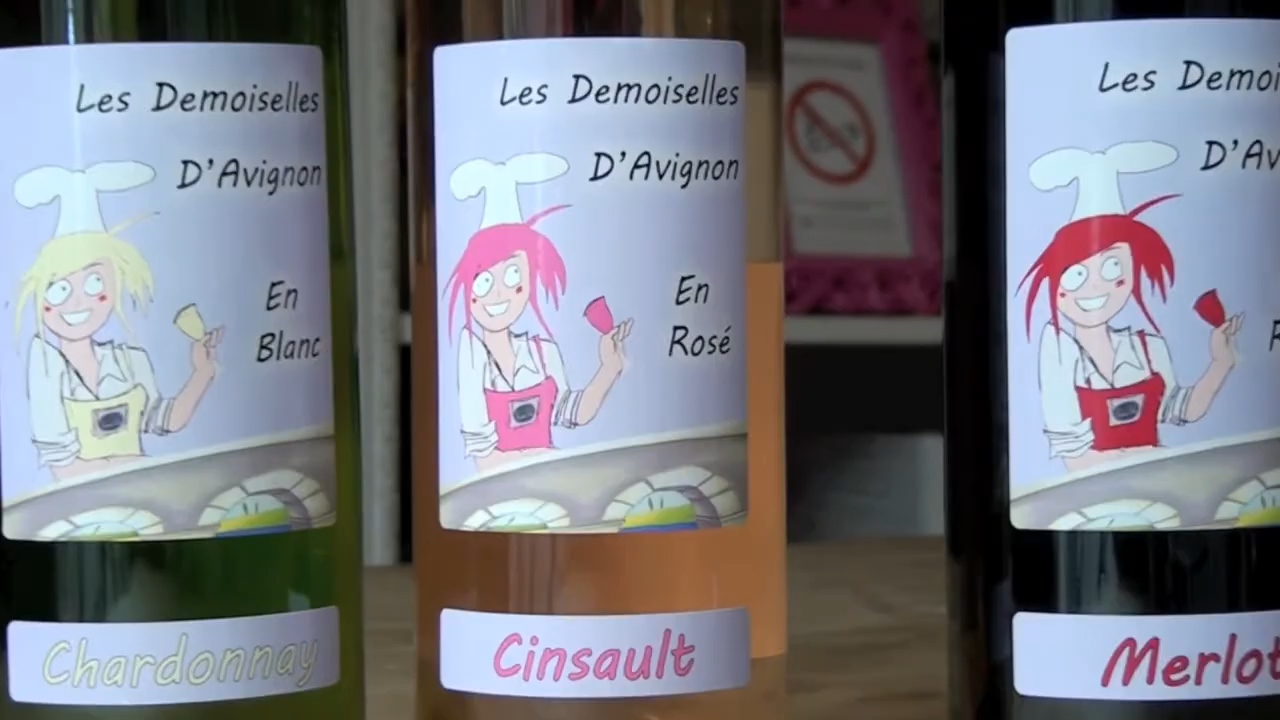 Les Demoiselles
D'Avignon
En
Blanc
Chardonnay
Les Demoiselles
D'Avignon
En
Rosé
Cinsault
Les Demoi
D'Av
R
Merlot